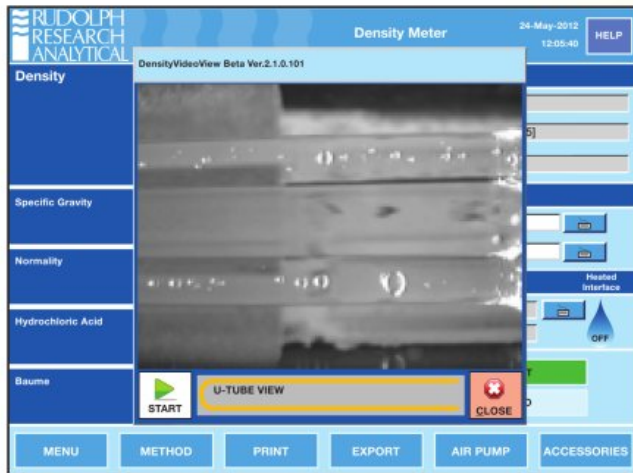 RUDOLPH
RESEARCH
ANALYTICAL
Density Meter
24-May-2012
12:05:40
HELP
DensityVideoView Beta Ver.2.1.0.101
Density
5]
Specific Gravity
Normality
Heated
Interface
Hydrochloric Acid
OFF
Baume
T
START
U-TUBE VIEW
CLOSE
MENU
METHOD
PRINT
EXPORT
AIR PUMP
ACCESSORIES